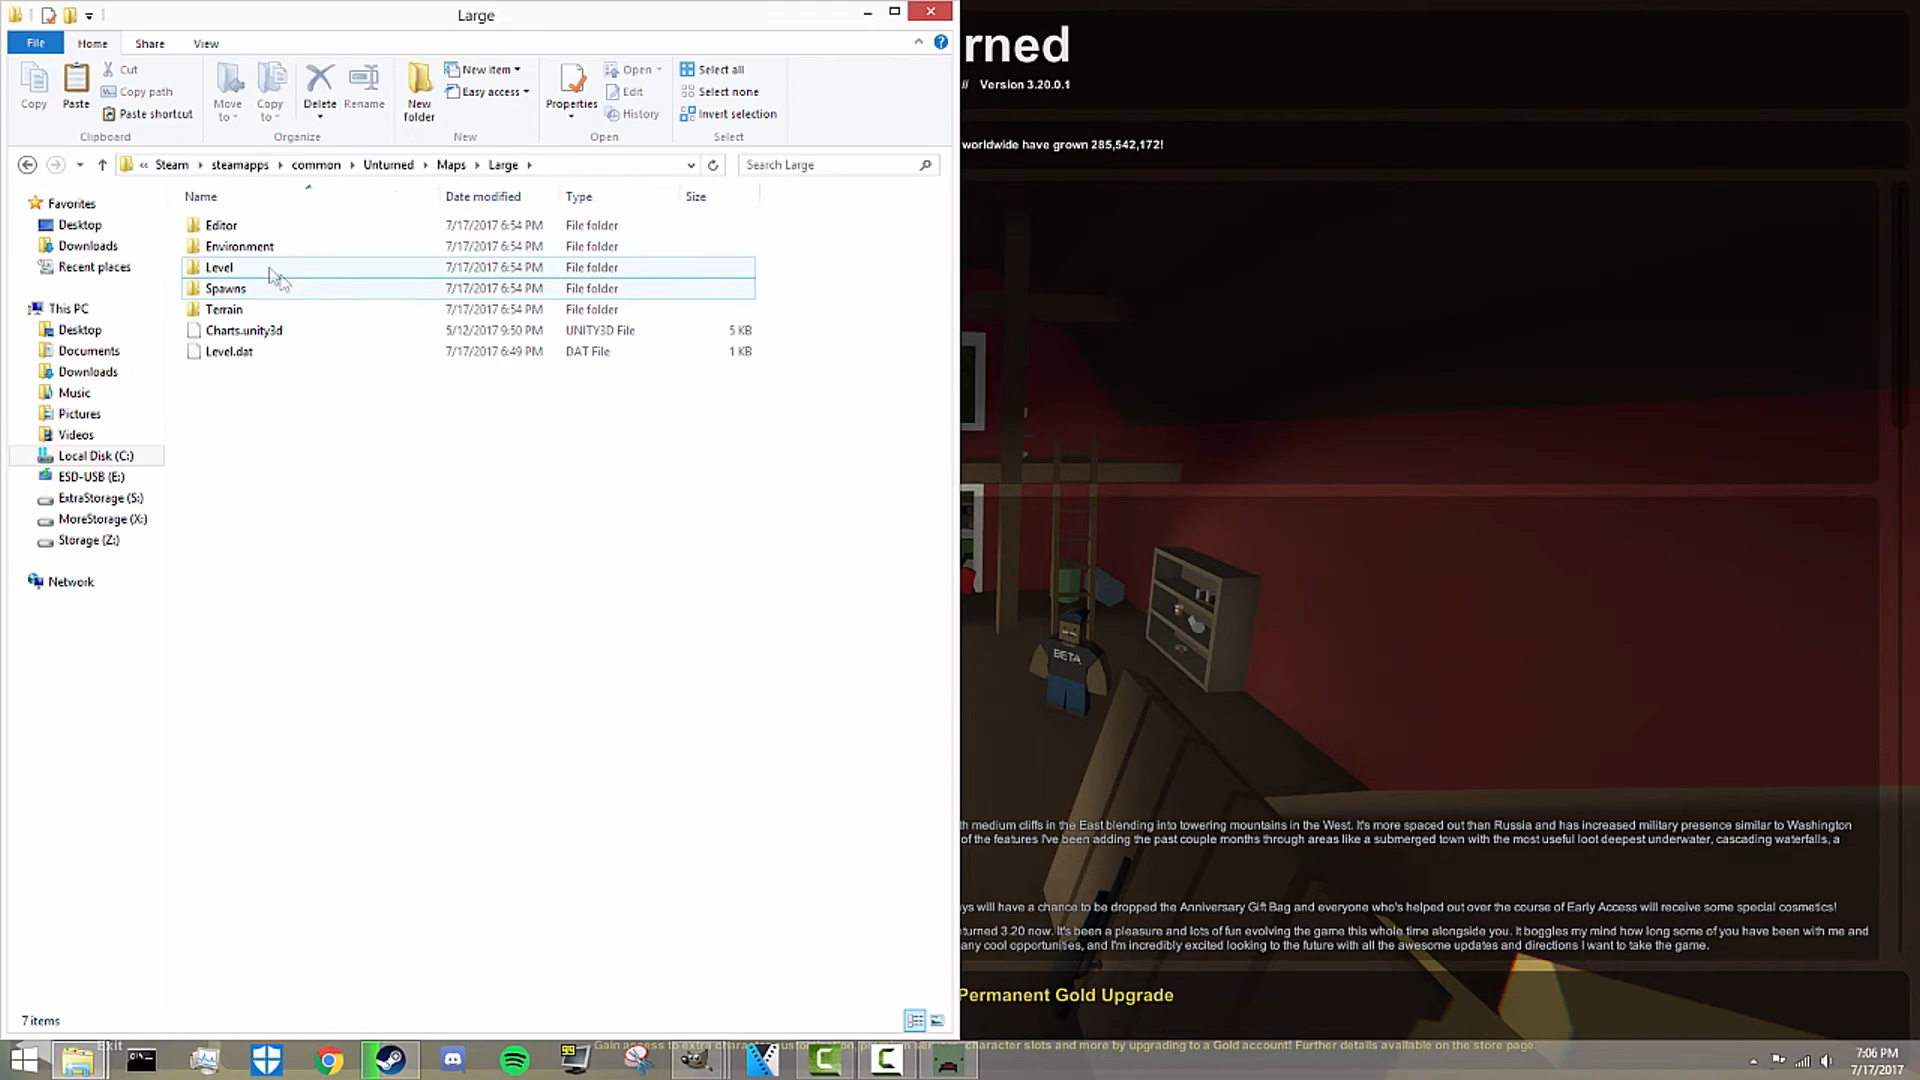 Large
File Home Share View
Copy
Paste
Cut
Copy path
Paste shortcut
Clipboard
Move to
Copy to
Delete
Rename
Organize
New folder
New item
Easy access
New
Properties
Open
Edit
History
Open
Select all
Select none
Invert selection
Select
« Steam steamapps common Unturned Maps Large
Search Large
Name Date modified Type Size
Editor 7/17/2017 6:54 PM File folder
Environment 7/17/2017 6:54 PM File folder
Level 7/17/2017 6:54 PM File folder
Spawns 7/17/2017 6:54 PM File folder
Terrain 7/17/2017 6:54 PM File folder
Charts.unity3d 5/12/2017 9:50 PM UNITY3D File 5 KB
Level.dat 7/17/2017 6:49 PM DAT File 1 KB
Favorites
Desktop
Downloads
Recent places
This PC
Desktop
Documents
Downloads
Music
Pictures
Videos
Local Disk (C:)
ESD-USB (E:)
ExtraStorage (S:)
MoreStorage (X:)
Storage (Z:)
Network
7 items
rned
// Version 3.20.0.1
worldwide have grown 285,542,172!
BETA
th medium cliffs in the East blending into towering mountains in the West. It's more spaced out than Russia and has increased military presence similar to Washington
of the features I've been adding the past couple months through areas like a submerged town with the most useful loot deepest underwater, cascading waterfalls, a
ys will have a chance to be dropped the Anniversary Gift Bag and everyone who's helped out over the course of Early Access will receive some special cosmetics!
turned 3.20 now. It's been a pleasure and lots of fun evolving the game this whole time alongside you. It boggles my mind how long some of you have been with me and
any cool opportunities, and I'm incredibly excited looking to the future with all the awesome updates and directions I want to take the game.
Permanent Gold Upgrade
Exit
Gain access to extra character slots and more by upgrading to a Gold account! Further details available on the store page.
7:06 PM
7/17/2017